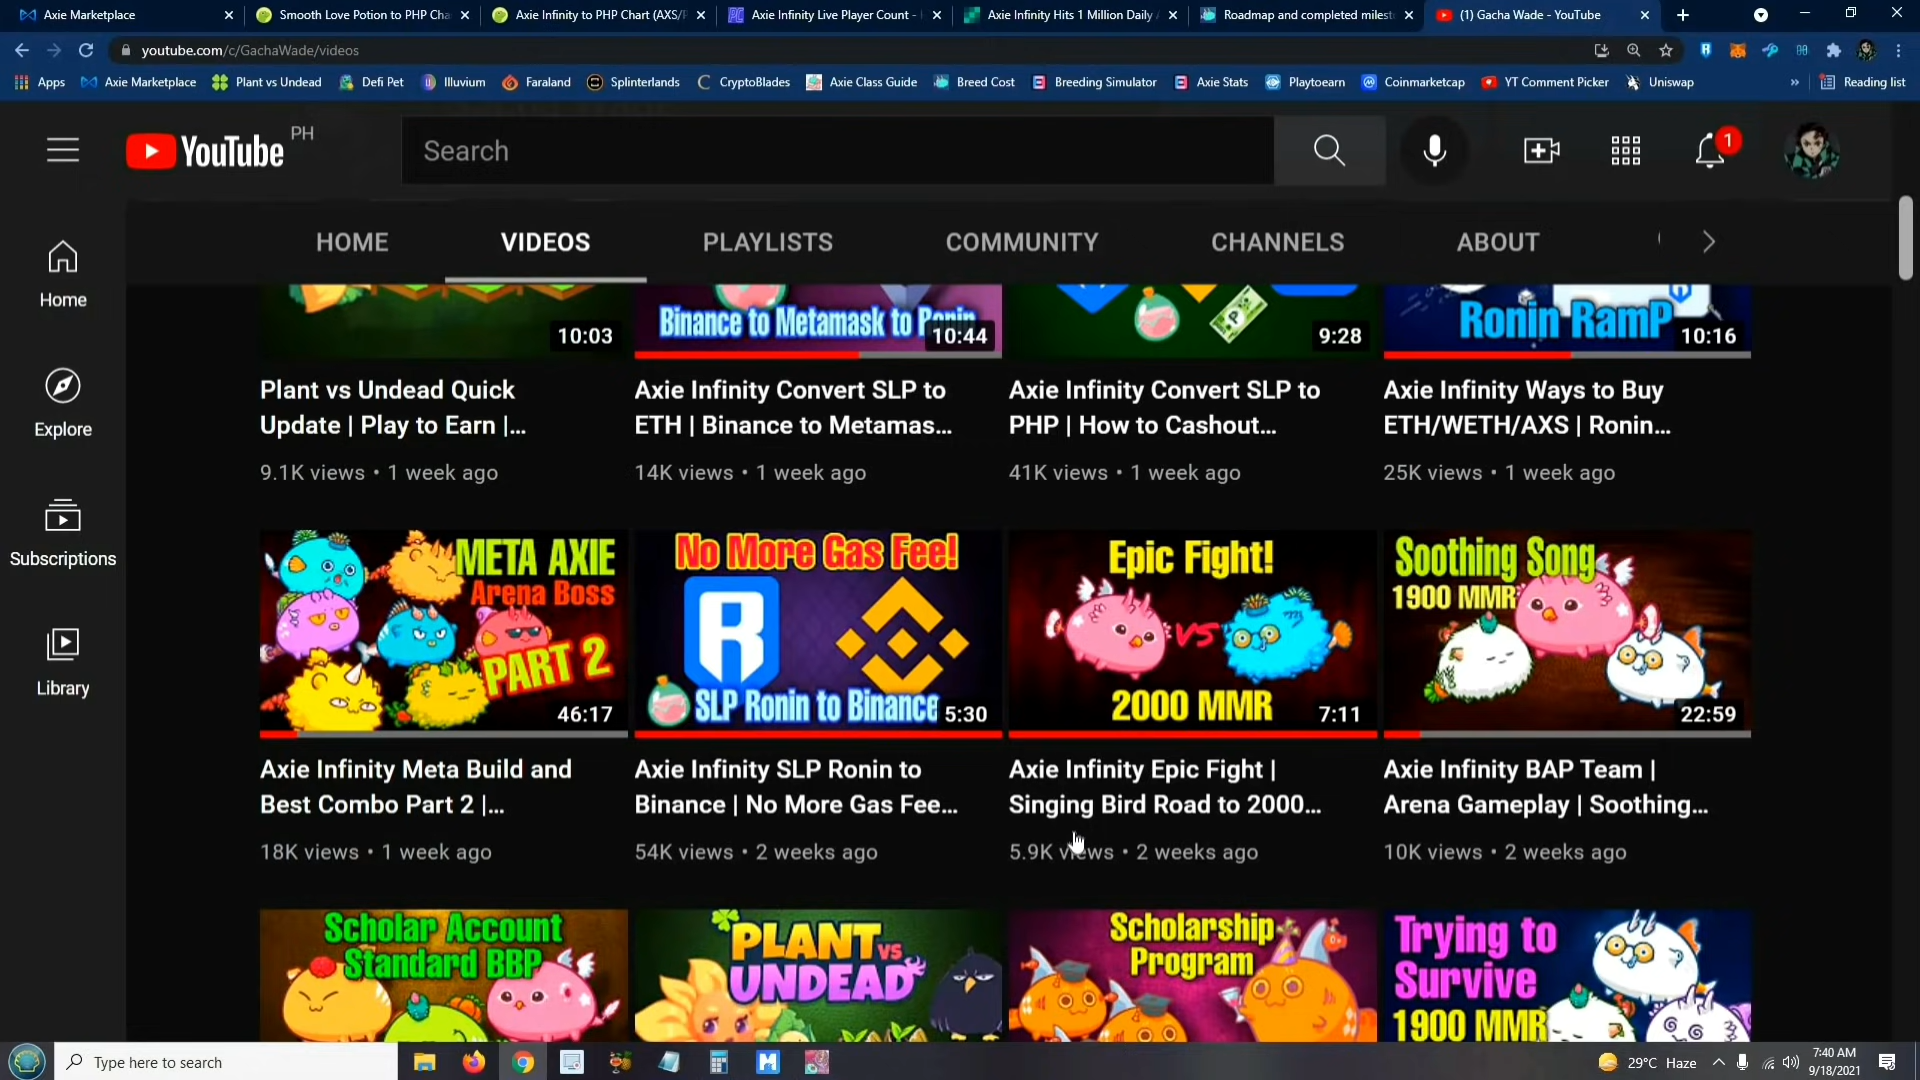 Axie Marketplace
Smooth Love Potion to PHP Cha
Axie Infinity to PHP Chart (AXS/P
Axie Infinity Live Player Count -
Axie Infinity Hits 1 Million Daily
Roadmap and completed milest
(1) Gacha Wade - YouTube
youtube.com/c/GachaWade/videos
Apps
Axie Marketplace
Plant vs Undead
Defi Pet
Illuvium
Faraland
Splinterlands
CryptoBlades
Axie Class Guide
Breed Cost
Breeding Simulator
Axie Stats
Playtoearn
Coinmarketcap
YT Comment Picker
Uniswap
»
Reading list
YouTube PH
Search
1
HOME
VIDEOS
PLAYLISTS
COMMUNITY
CHANNELS
ABOUT
Home
Explore
Subscriptions
Library
10:03
Binance to Metamask to Ronin
10:44
9:28
Ronin RamP
10:16
Plant vs Undead Quick
Update | Play to Earn |...
9.1K views • 1 week ago
Axie Infinity Convert SLP to
ETH | Binance to Metamas...
14K views • 1 week ago
Axie Infinity Convert SLP to
PHP | How to Cashout...
41K views • 1 week ago
Axie Infinity Ways to Buy
ETH/WETH/AXS | Ronin...
25K views • 1 week ago
META AXIE
Arena Boss
PART 2
46:17
No More Gas Fee!
SLP Ronin to Binance
5:30
Epic Fight!
VS
2000 MMR
7:11
Soothing Song
1900 MMR
22:59
Axie Infinity Meta Build and
Best Combo Part 2 |...
18K views • 1 week ago
Axie Infinity SLP Ronin to
Binance | No More Gas Fee...
54K views • 2 weeks ago
Axie Infinity Epic Fight |
Singing Bird Road to 2000...
5.9K views • 2 weeks ago
Axie Infinity BAP Team |
Arena Gameplay | Soothing...
10K views • 2 weeks ago
Scholar Account
Standard BBP
PLANT VS
UNDEAD
Scholarship
Program
Trying to
Survive
1900 MMR
Type here to search
29°C Haze
7:40 AM
9/18/2021